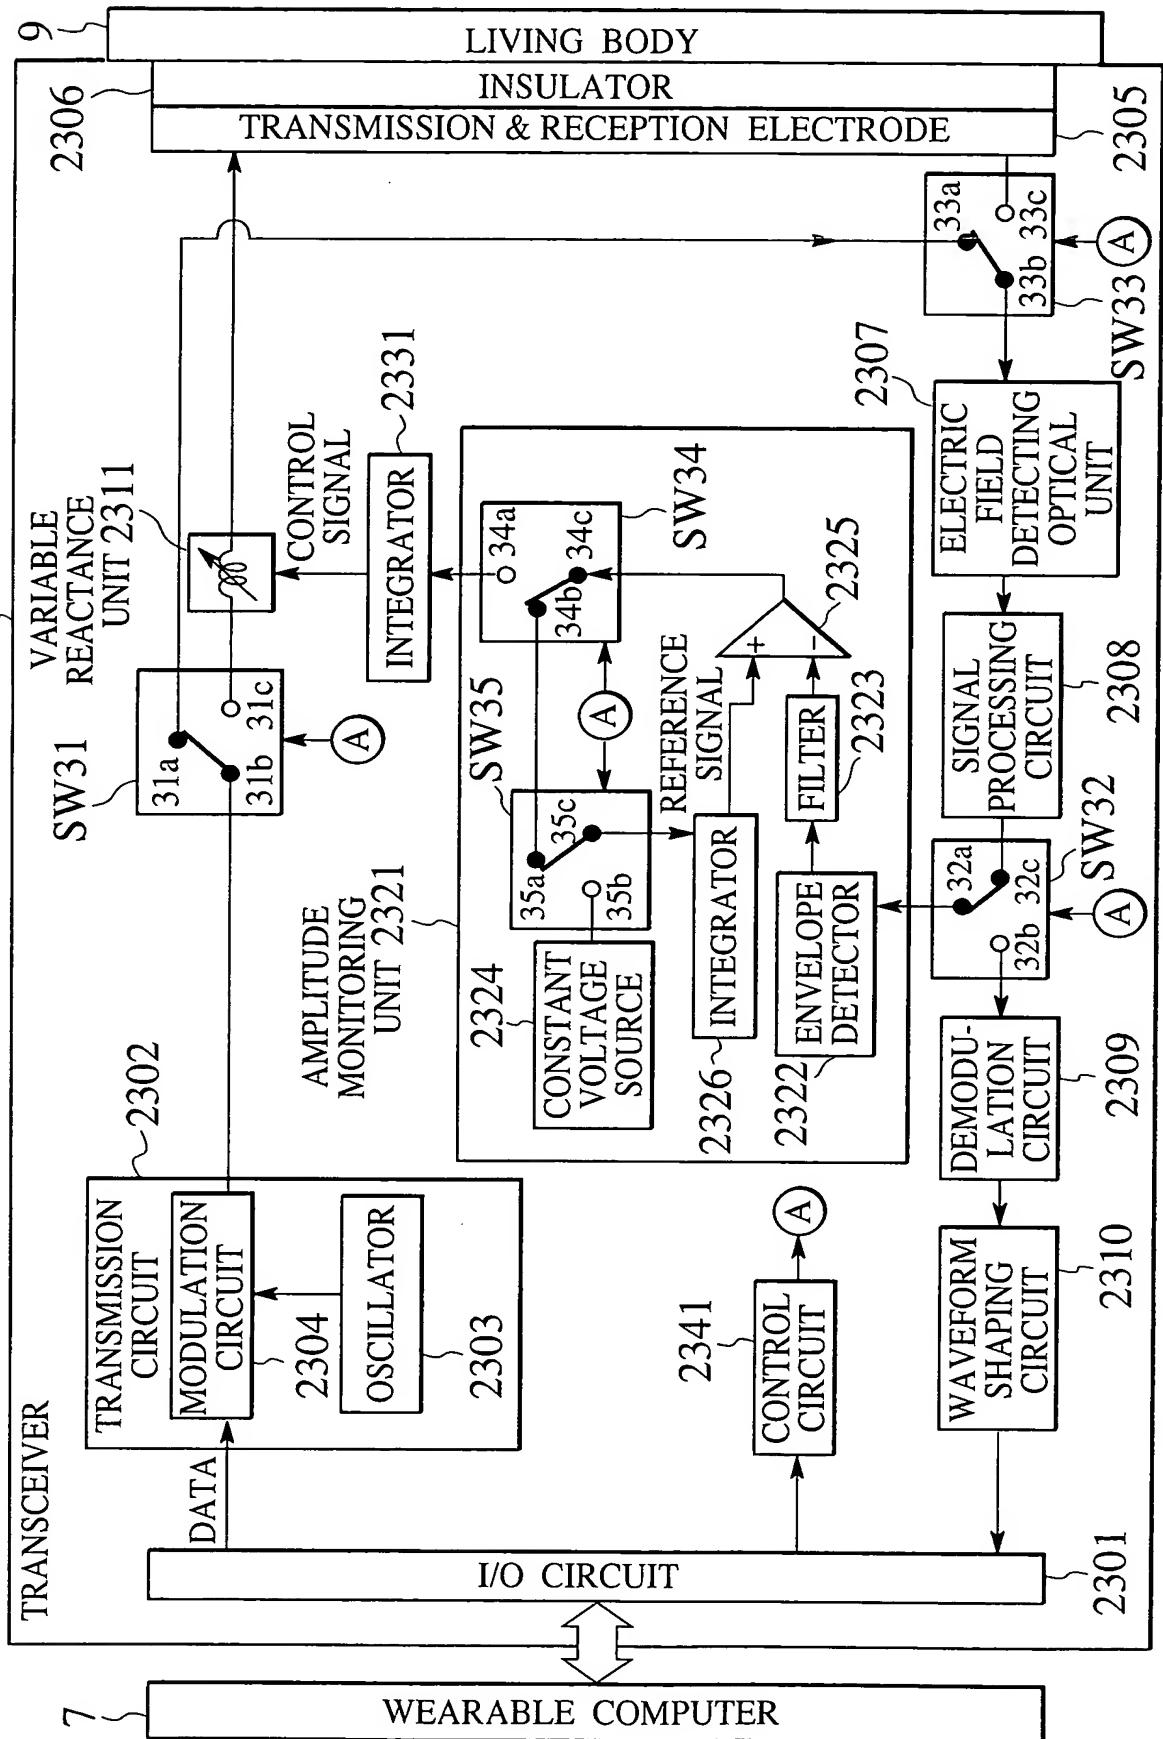 TRANSCEIVER
7
WEARABLE COMPUTER
I/O CIRCUIT
2301
DATA
TRANSMISSION
CIRCUIT
2302
MODULATION
CIRCUIT
2304
OSCILLATOR
2303
SW31
31a
31b
31c
A
VARIABLE
REACTANCE
UNIT 2311
CONTROL
SIGNAL
INTEGRATOR
2331
2306
9
LIVING BODY
INSULATOR
TRANSMISSION & RECEPTION ELECTRODE
2305
AMPLITUDE
MONITORING
UNIT 2321
2324
CONSTANT
VOLTAGE
SOURCE
SW35
35a
35b
35c
A
34a
34b
34c
SW34
REFERENCE
SIGNAL
INTEGRATOR
2326
ENVELOPE
DETECTOR
2322
FILTER
2323
+
−
2325
2341
CONTROL
CIRCUIT
A
WAVEFORM
SHAPING
CIRCUIT
2310
DEMODU-
LATION
CIRCUIT
2309
32a
32b
32c
SW32
A
SIGNAL
PROCESSING
CIRCUIT
2308
2307
ELECTRIC
FIELD
DETECTING
OPTICAL
UNIT
33a
33b
33c
SW33
A